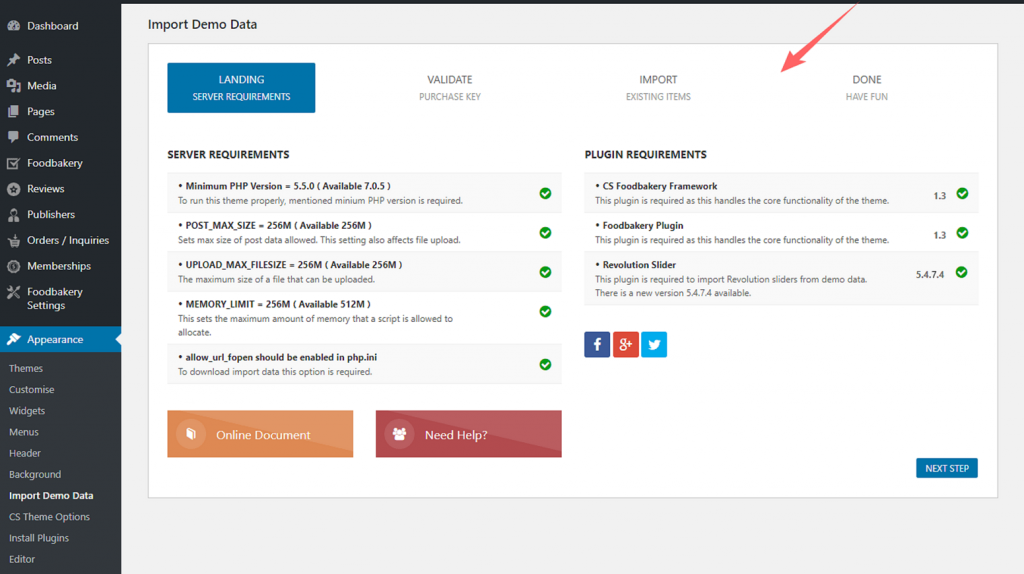 Dashboard
Posts
Media
Pages
Comments
Foodbakery
Reviews
Publishers
Orders / Inquiries
Memberships
Foodbakery
Settings
Appearance
Themes
Customise
Widgets
Menus
Header
Background
Import Demo Data
CS Theme Options
Install Plugins
Editor
Import Demo Data
LANDING
SERVER REQUIREMENTS
VALIDATE
PURCHASE KEY
IMPORT
EXISTING ITEMS
DONE
HAVE FUN
SERVER REQUIREMENTS
• Minimum PHP Version = 5.5.0 ( Available 7.0.5 )
To run this theme properly, mentioned minium PHP version is required.
• POST_MAX_SIZE = 256M ( Available 256M )
Sets max size of post data allowed. This setting also affects file upload.
• UPLOAD_MAX_FILESIZE = 256M ( Available 256M )
The maximum size of a file that can be uploaded.
• MEMORY_LIMIT = 256M ( Available 512M )
This sets the maximum amount of memory that a script is allowed to
allocate.
• allow_url_fopen should be enabled in php.ini
To download import data this option is required.
Online Document
Need Help?
PLUGIN REQUIREMENTS
• CS Foodbakery Framework
This plugin is required as this handles the core functionality of the theme.
1.3
• Foodbakery Plugin
This plugin is required as this handles the core functionality of the theme.
1.3
• Revolution Slider
This plugin is required to import Revolution sliders from demo data.
There is a new version 5.4.7.4 available.
5.4.7.4
NEXT STEP